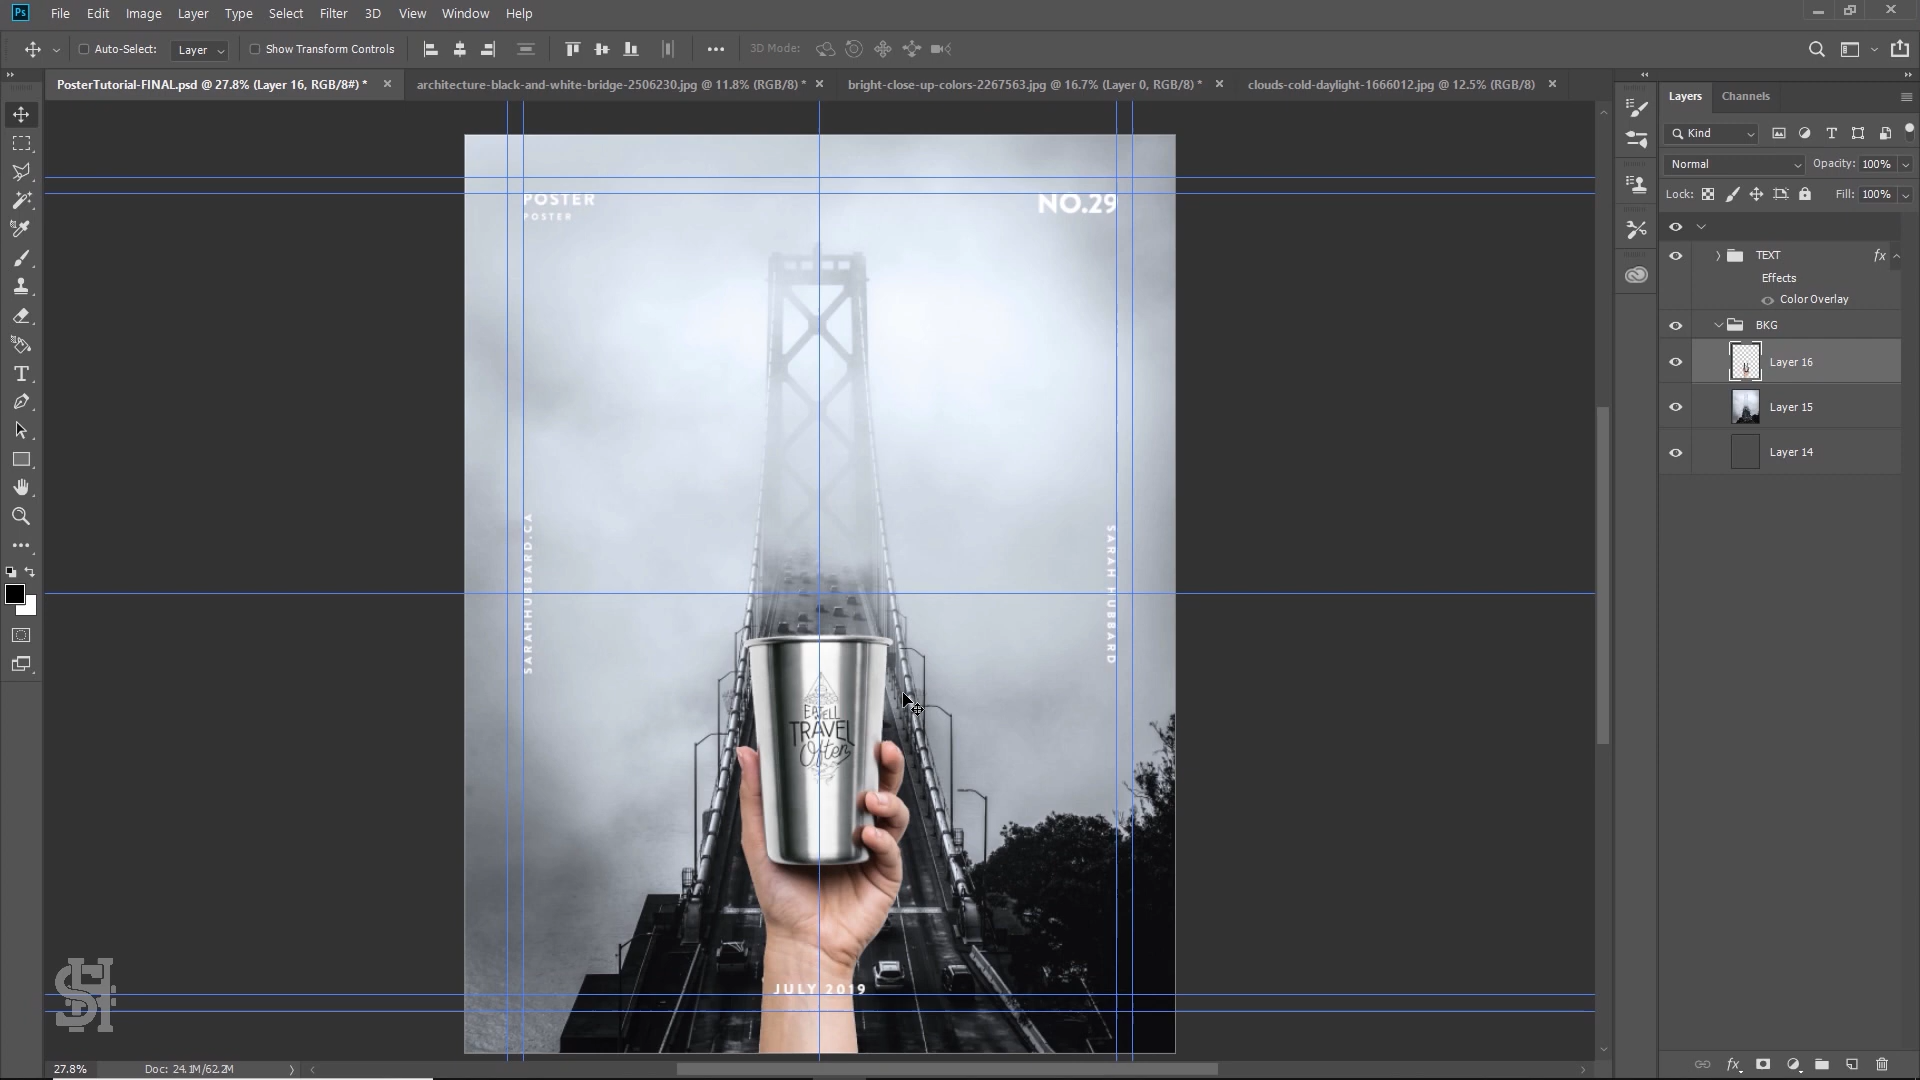 Ps File Edit Image Layer Type Select Filter 3D View Window Help
Auto-Select: Layer Show Transform Controls 3D Mode:
PosterTutorial-FINAL.psd @ 27.8% (Layer 16, RGB/8#) * architecture-black-and-white-bridge-2506230.jpg @ 11.8% (RGB/8) * bright-close-up-colors-2267563.jpg @ 16.7% (Layer 0, RGB/8) * clouds-cold-daylight-1666012.jpg @ 12.5% (RGB/8)
Layers Channels
Kind
Normal Opacity: 100%
Lock: Fill: 100%
TEXT fx
Effects
Color Overlay
BKG
Layer 16
Layer 15
Layer 14
POSTER
POSTER
NO.29
SARAHHUBBARD.CA
SARAH HUBBARD
EAT WELL
TRAVEL
Often
JULY 2019
SH
27.8% Doc: 24.1M/62.2M
fx